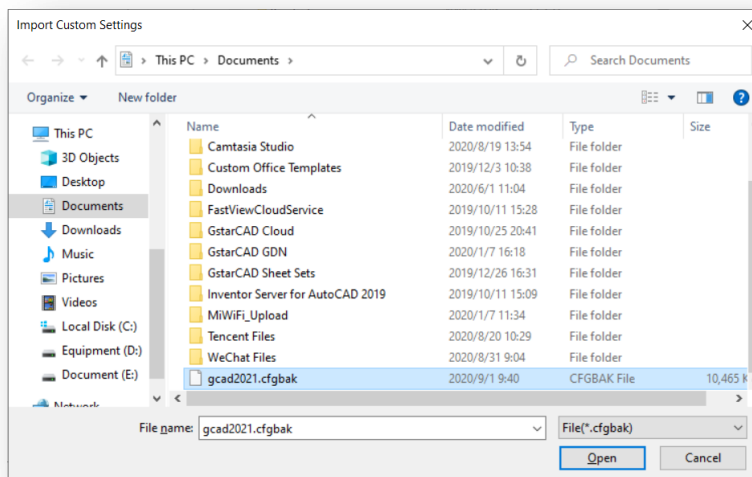 Import Custom Settings
This PC > Documents >
Search Documents
Organize
New folder
This PC
3D Objects
Desktop
Documents
Downloads
Music
Pictures
Videos
Local Disk (C:)
Equipment (D:)
Document (E:)
Network
Name Date modified Type Size
Camtasia Studio 2020/8/19 13:54 File folder
Custom Office Templates 2019/12/3 10:38 File folder
Downloads 2020/6/1 11:04 File folder
FastViewCloudService 2019/10/11 15:28 File folder
GstarCAD Cloud 2019/10/25 20:41 File folder
GstarCAD GDN 2020/1/7 16:18 File folder
GstarCAD Sheet Sets 2019/12/26 16:31 File folder
Inventor Server for AutoCAD 2019 2019/10/11 15:09 File folder
MiWiFi_Upload 2020/1/7 11:34 File folder
Tencent Files 2020/8/20 10:29 File folder
WeChat Files 2020/8/31 9:04 File folder
gcad2021.cfgbak 2020/9/1 9:40 CFGBAK File 10,465 K
File name: gcad2021.cfgbak File(*.cfgbak)
Open Cancel